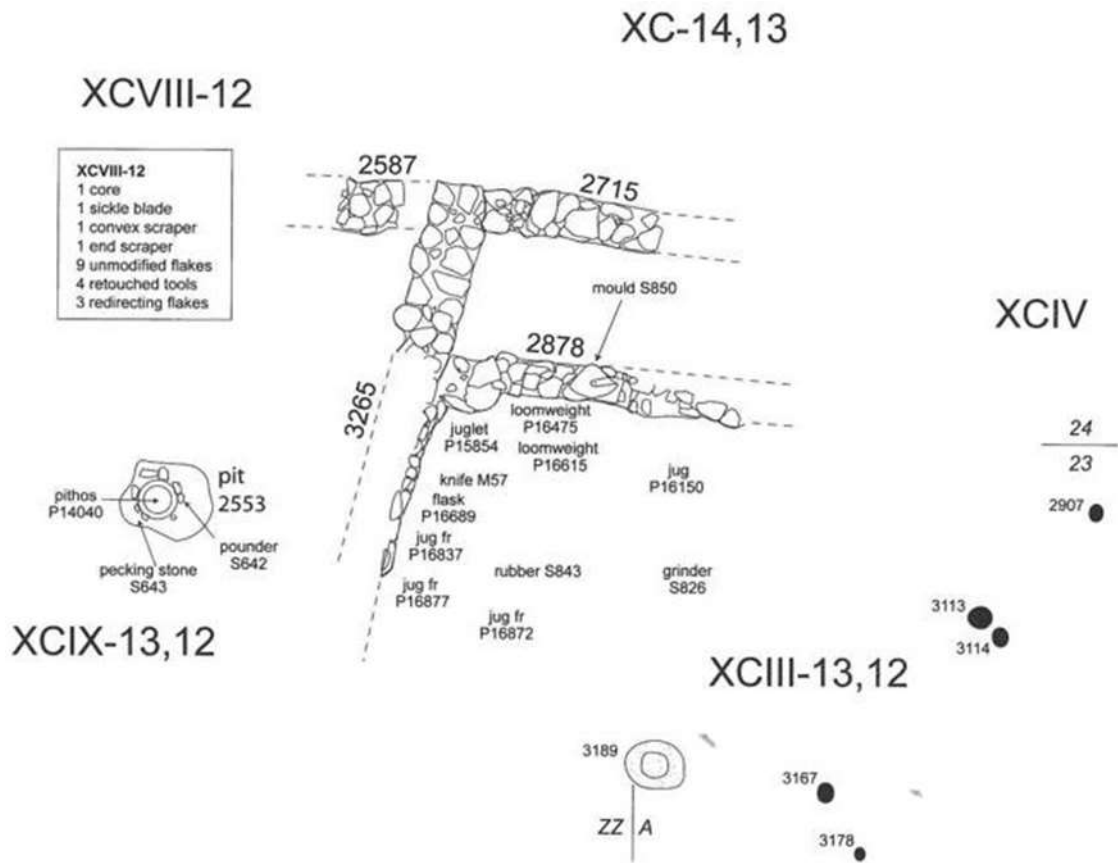 XC-14,13
XCVIII-12
XCVIII-12
1 core
1 sickle blade
1 convex scraper
1 end scraper
9 unmodified flakes
4 retouched tools
3 redirecting flakes
2587
2715
mould S850
XCIV
2878
3265
loomweight
P16475
juglet
P15854
loomweight
P16615
jug
P16150
knife M57
flask
P16689
jug fr
P16837
jug fr
P16877
rubber S843
grinder
S826
jug fr
P16872
24
23
2907
pit
2553
pithos
P14040
pounder
S642
pecking stone
S643
3113
3114
XCIX-13,12
XCIII-13,12
3189
3167
ZZ A
3178